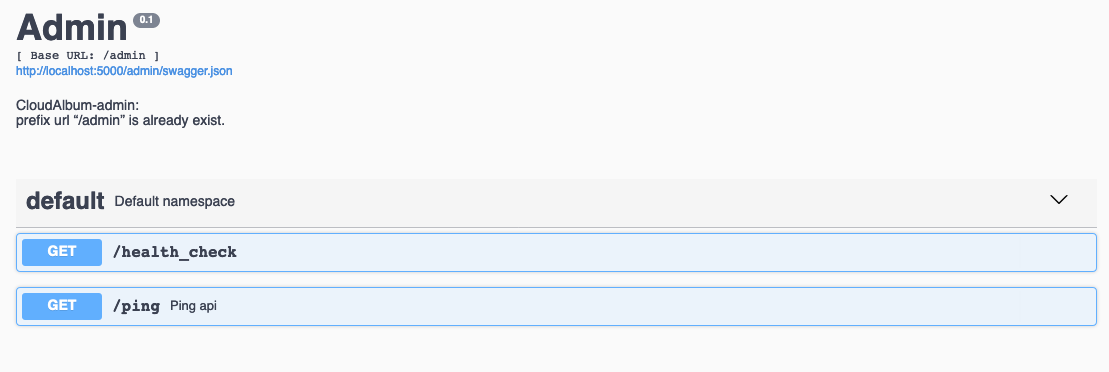 Admin 0.1
[ Base URL: /admin ]
http://localhost:5000/admin/swagger.json
CloudAlbum-admin:
prefix url “/admin” is already exist.
default Default namespace
GET /health_check
GET /ping Ping api